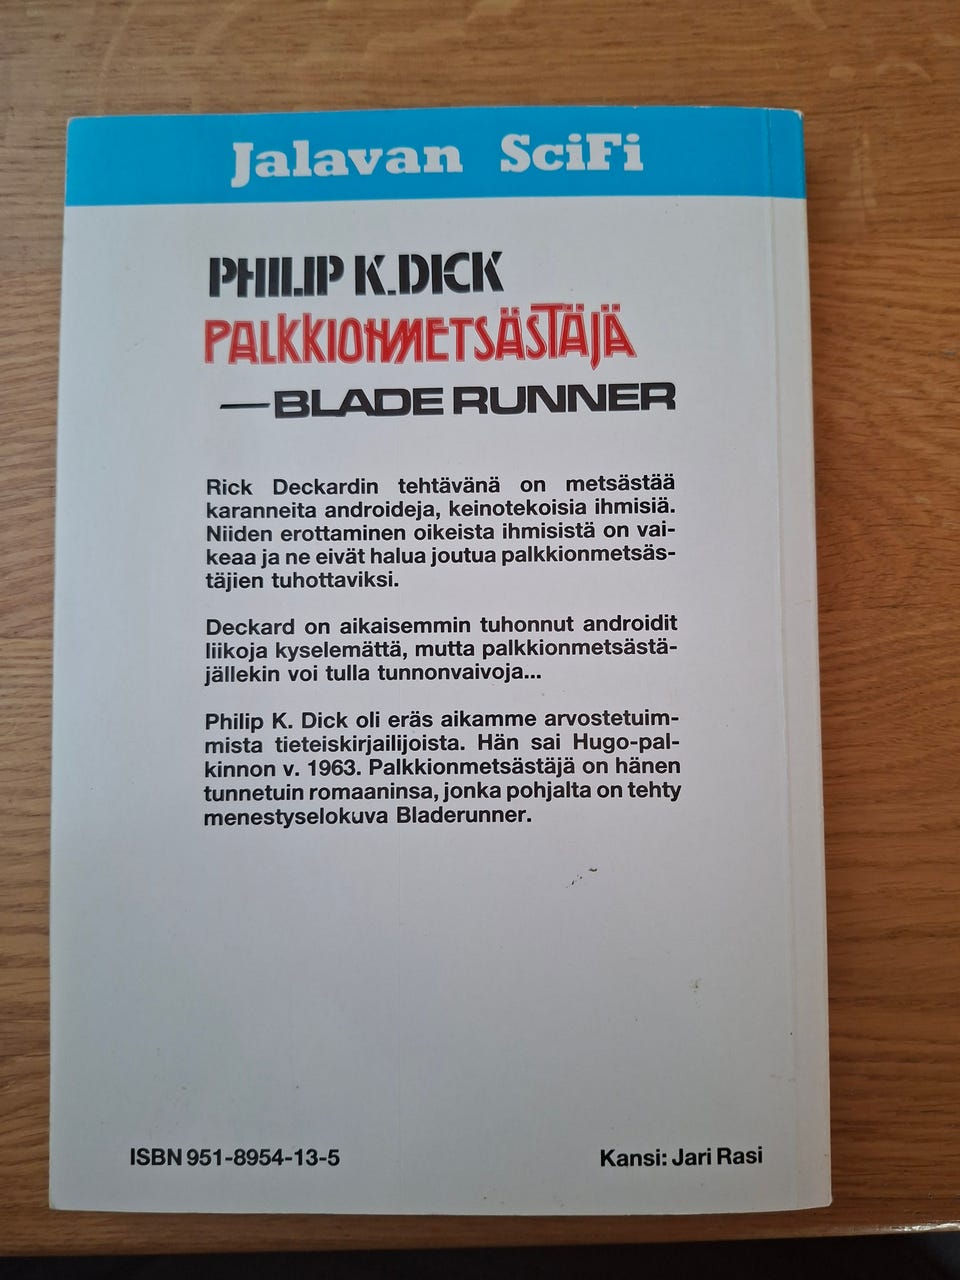 Jalavan SciFi
PHILIP K. DICK
PALKKIONMETSÄSTÄJÄ
—BLADE RUNNER
Rick Deckardin tehtävänä on metsästää
karanneita androideja, keinotekoisia ihmisiä.
Niiden erottaminen oikeista ihmisistä on vai-
keaa ja ne eivät halua joutua palkkionmetsäs-
täjien tuhottaviksi.
Deckard on aikaisemmin tuhonnut androidit
liikoja kyselemättä, mutta palkkionmetsästä-
jällekin voi tulla tunnonvaivoja...
Philip K. Dick oli eräs aikamme arvostetuim-
mista tieteiskirjailijoista. Hän sai Hugo-pal-
kinnon v. 1963. Palkkionmetsästäjä on hänen
tunnetuin romaaninsa, jonka pohjalta on tehty
menestyselokuva Bladerunner.
ISBN 951-8954-13-5
Kansi: Jari Rasi